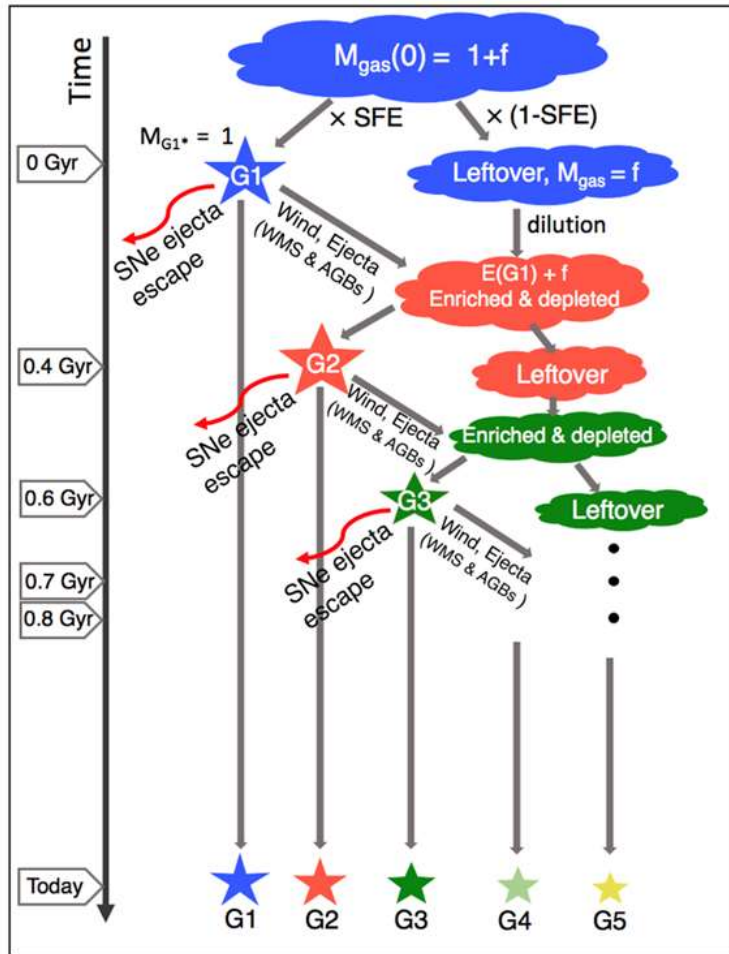 Time
M_gas(0) = 1+f
× SFE
× (1-SFE)
M_G1* = 1
0 Gyr
G1
Leftover, M_gas = f
SNe ejecta
escape
Wind, Ejecta
(WMS & AGBs )
dilution
E(G1) + f
Enriched & depleted
0.4 Gyr
G2
Leftover
SNe ejecta
escape
Wind, Ejecta
(WMS & AGBs )
Enriched & depleted
0.6 Gyr
G3
Leftover
SNe ejecta
escape
Wind, Ejecta
(WMS & AGBs )
0.7 Gyr
0.8 Gyr
Today
G1
G2
G3
G4
G5